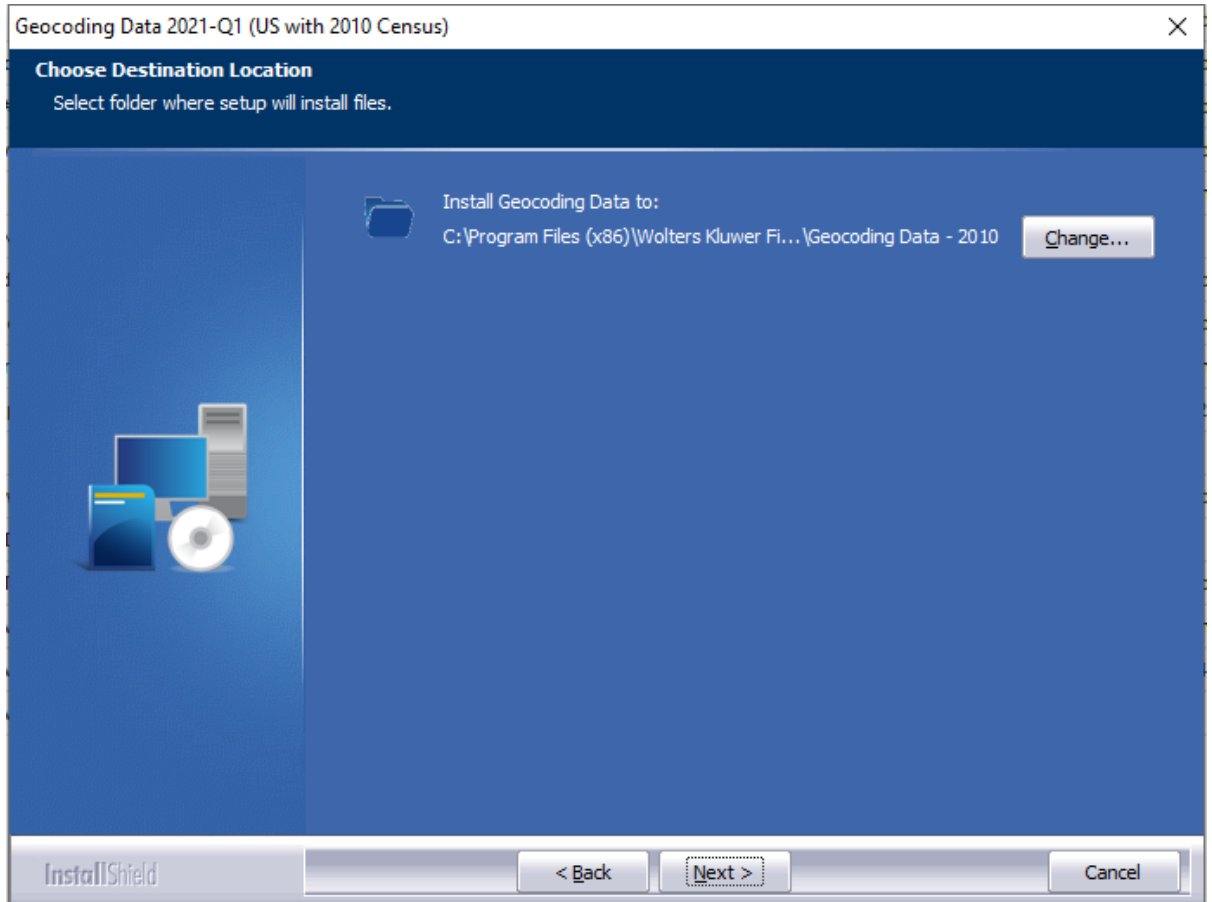 Geocoding Data 2021-Q1 (US with 2010 Census)
Choose Destination Location
Select folder where setup will install files.
Install Geocoding Data to:
C:\Program Files (x86)\Wolters Kluwer Fi...\Geocoding Data - 2010
Change...
InstallShield
< Back
Next >
Cancel